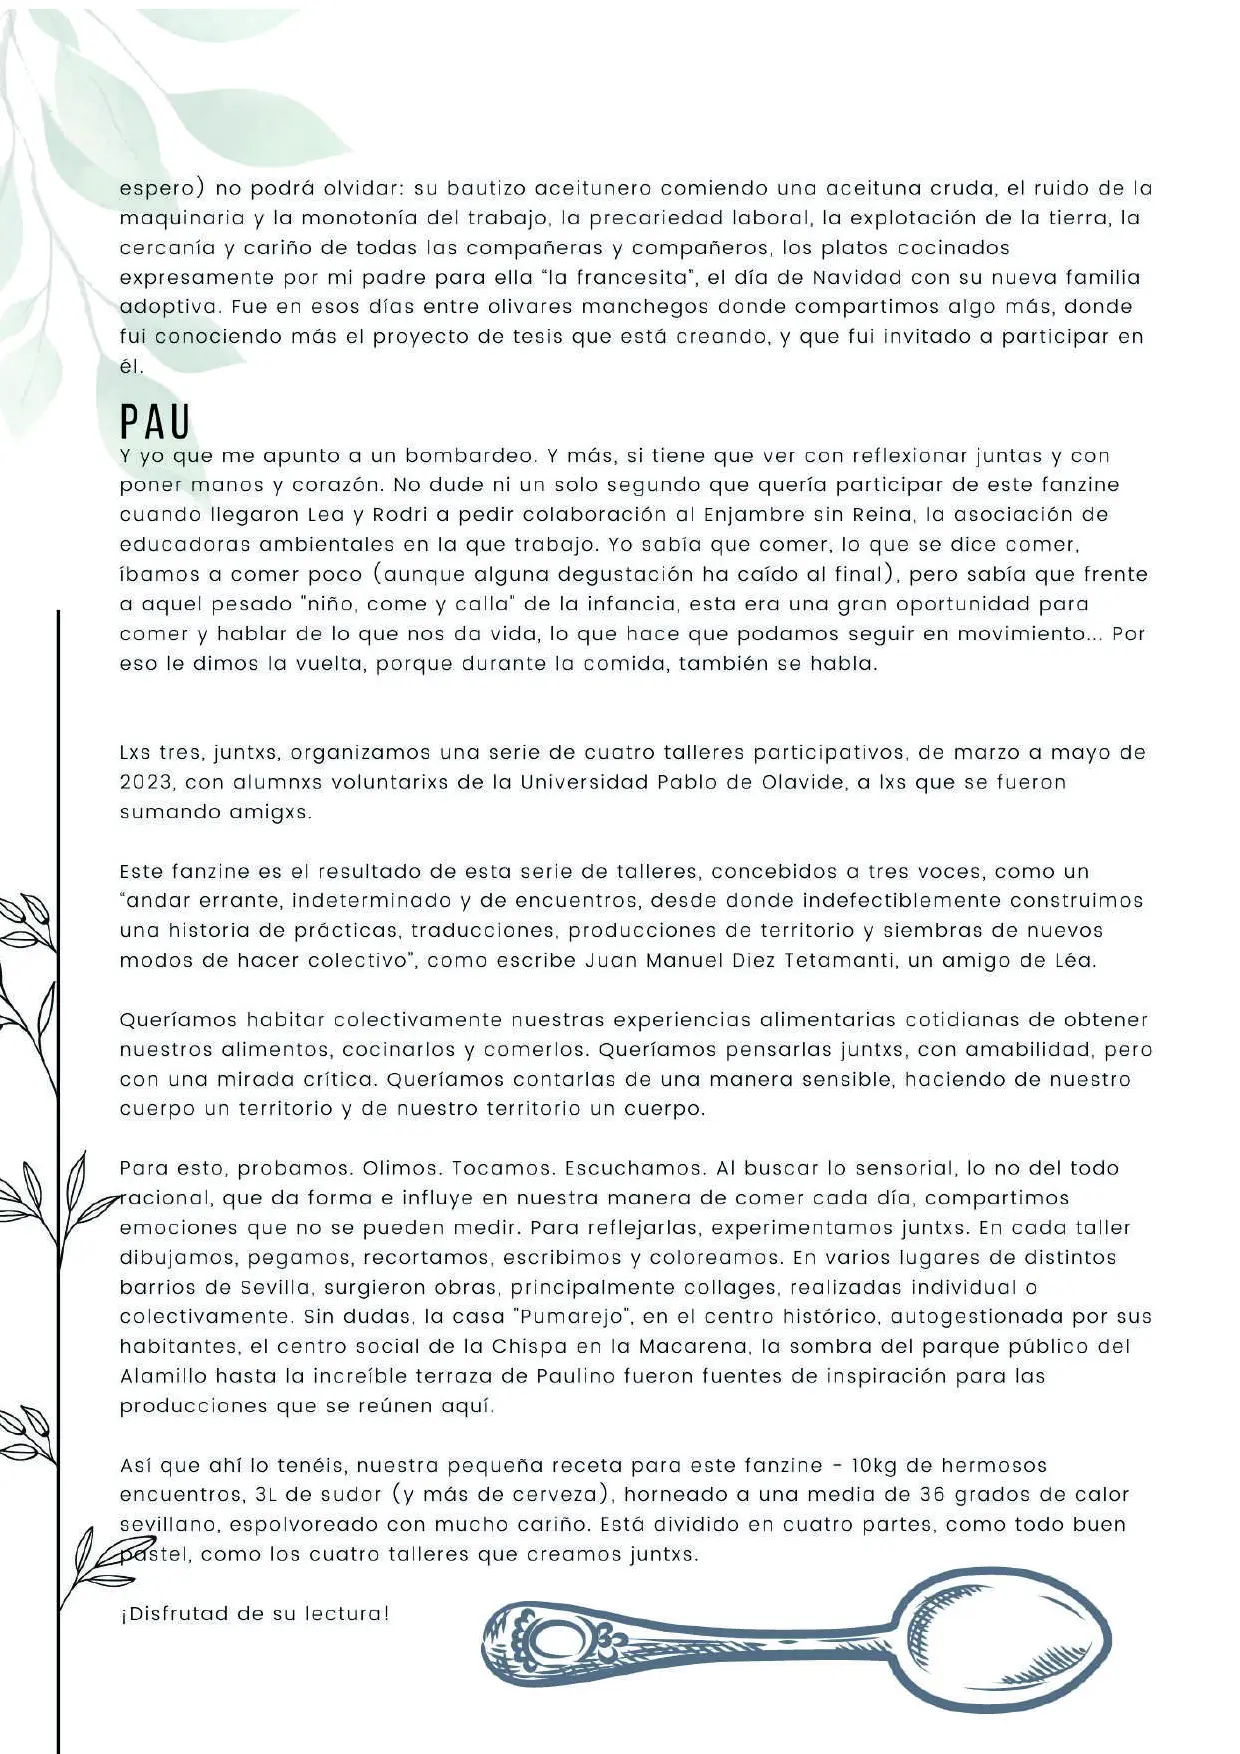 espero) no podrá olvidar: su bautizo aceitunero comiendo una aceituna cruda, el ruido de la
maquinaria y la monotonía del trabajo, la precariedad laboral, la explotación de la tierra, la
cercanía y cariño de todas las compañeras y compañeros, los platos cocinados
expresamente por mi padre para ella “la francesita”, el día de Navidad con su nueva familia
adoptiva. Fue en esos días entre olivares manchegos donde compartimos algo más, donde
fui conociendo más el proyecto de tesis que está creando, y que fui invitado a participar en
él.
PAU
Y yo que me apunto a un bombardeo. Y más, si tiene que ver con reflexionar juntas y con
poner manos y corazón. No dude ni un solo segundo que quería participar de este fanzine
cuando llegaron Lea y Rodri a pedir colaboración al Enjambre sin Reina, la asociación de
educadoras ambientales en la que trabajo. Yo sabía que comer, lo que se dice comer,
íbamos a comer poco (aunque alguna degustación ha caído al final), pero sabía que frente
a aquel pesado "niño, come y calla" de la infancia, esta era una gran oportunidad para
comer y hablar de lo que nos da vida, lo que hace que podamos seguir en movimiento... Por
eso le dimos la vuelta, porque durante la comida, también se habla.
Lxs tres, juntxs, organizamos una serie de cuatro talleres participativos, de marzo a mayo de
2023, con alumnxs voluntarixs de la Universidad Pablo de Olavide, a lxs que se fueron
sumando amigxs.
Este fanzine es el resultado de esta serie de talleres, concebidos a tres voces, como un
“andar errante, indeterminado y de encuentros, desde donde indefectiblemente construimos
una historia de prácticas, traducciones, producciones de territorio y siembras de nuevos
modos de hacer colectivo”, como escribe Juan Manuel Diez Tetamanti, un amigo de Léa.
Queríamos habitar colectivamente nuestras experiencias alimentarias cotidianas de obtener
nuestros alimentos, cocinarlos y comerlos. Queríamos pensarlas juntxs, con amabilidad, pero
con una mirada crítica. Queríamos contarlas de una manera sensible, haciendo de nuestro
cuerpo un territorio y de nuestro territorio un cuerpo.
Para esto, probamos. Olimos. Tocamos. Escuchamos. Al buscar lo sensorial, lo no del todo
racional, que da forma e influye en nuestra manera de comer cada día, compartimos
emociones que no se pueden medir. Para reflejarlas, experimentamos juntxs. En cada taller
dibujamos, pegamos, recortamos, escribimos y coloreamos. En varios lugares de distintos
barrios de Sevilla, surgieron obras, principalmente collages, realizadas individual o
colectivamente. Sin dudas, la casa "Pumarejo", en el centro histórico, autogestionada por sus
habitantes, el centro social de la Chispa en la Macarena, la sombra del parque público del
Alamillo hasta la increíble terraza de Paulino fueron fuentes de inspiración para las
producciones que se reúnen aquí.
Así que ahí lo tenéis, nuestra pequeña receta para este fanzine - 10kg de hermosos
encuentros, 3L de sudor (y más de cerveza), horneado a una media de 36 grados de calor
sevillano, espolvoreado con mucho cariño. Está dividido en cuatro partes, como todo buen
pastel, como los cuatro talleres que creamos juntxs.
¡Disfrutad de su lectura!